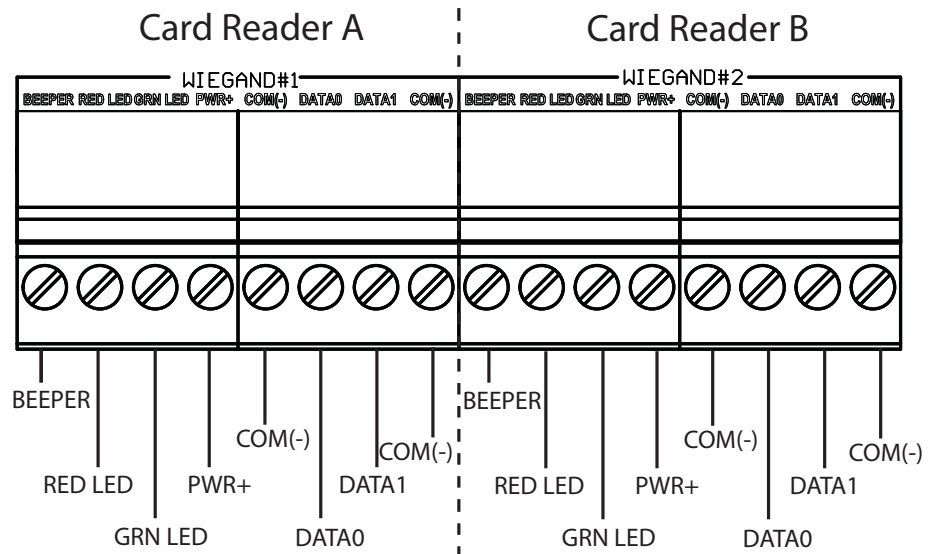 Card Reader A Card Reader B
WIEGAND#1 WIEGAND#2
BEEPER RED LED GRN LED PWR+ COM(-) DATA0 DATA1 COM(-) BEEPER RED LED GRN LED PWR+ COM(-) DATA0 DATA1 COM(-)
BEEPER BEEPER
COM(-) COM(-)
COM(-) COM(-)
RED LED PWR+ DATA1 RED LED PWR+ DATA1
GRN LED DATA0 GRN LED DATA0